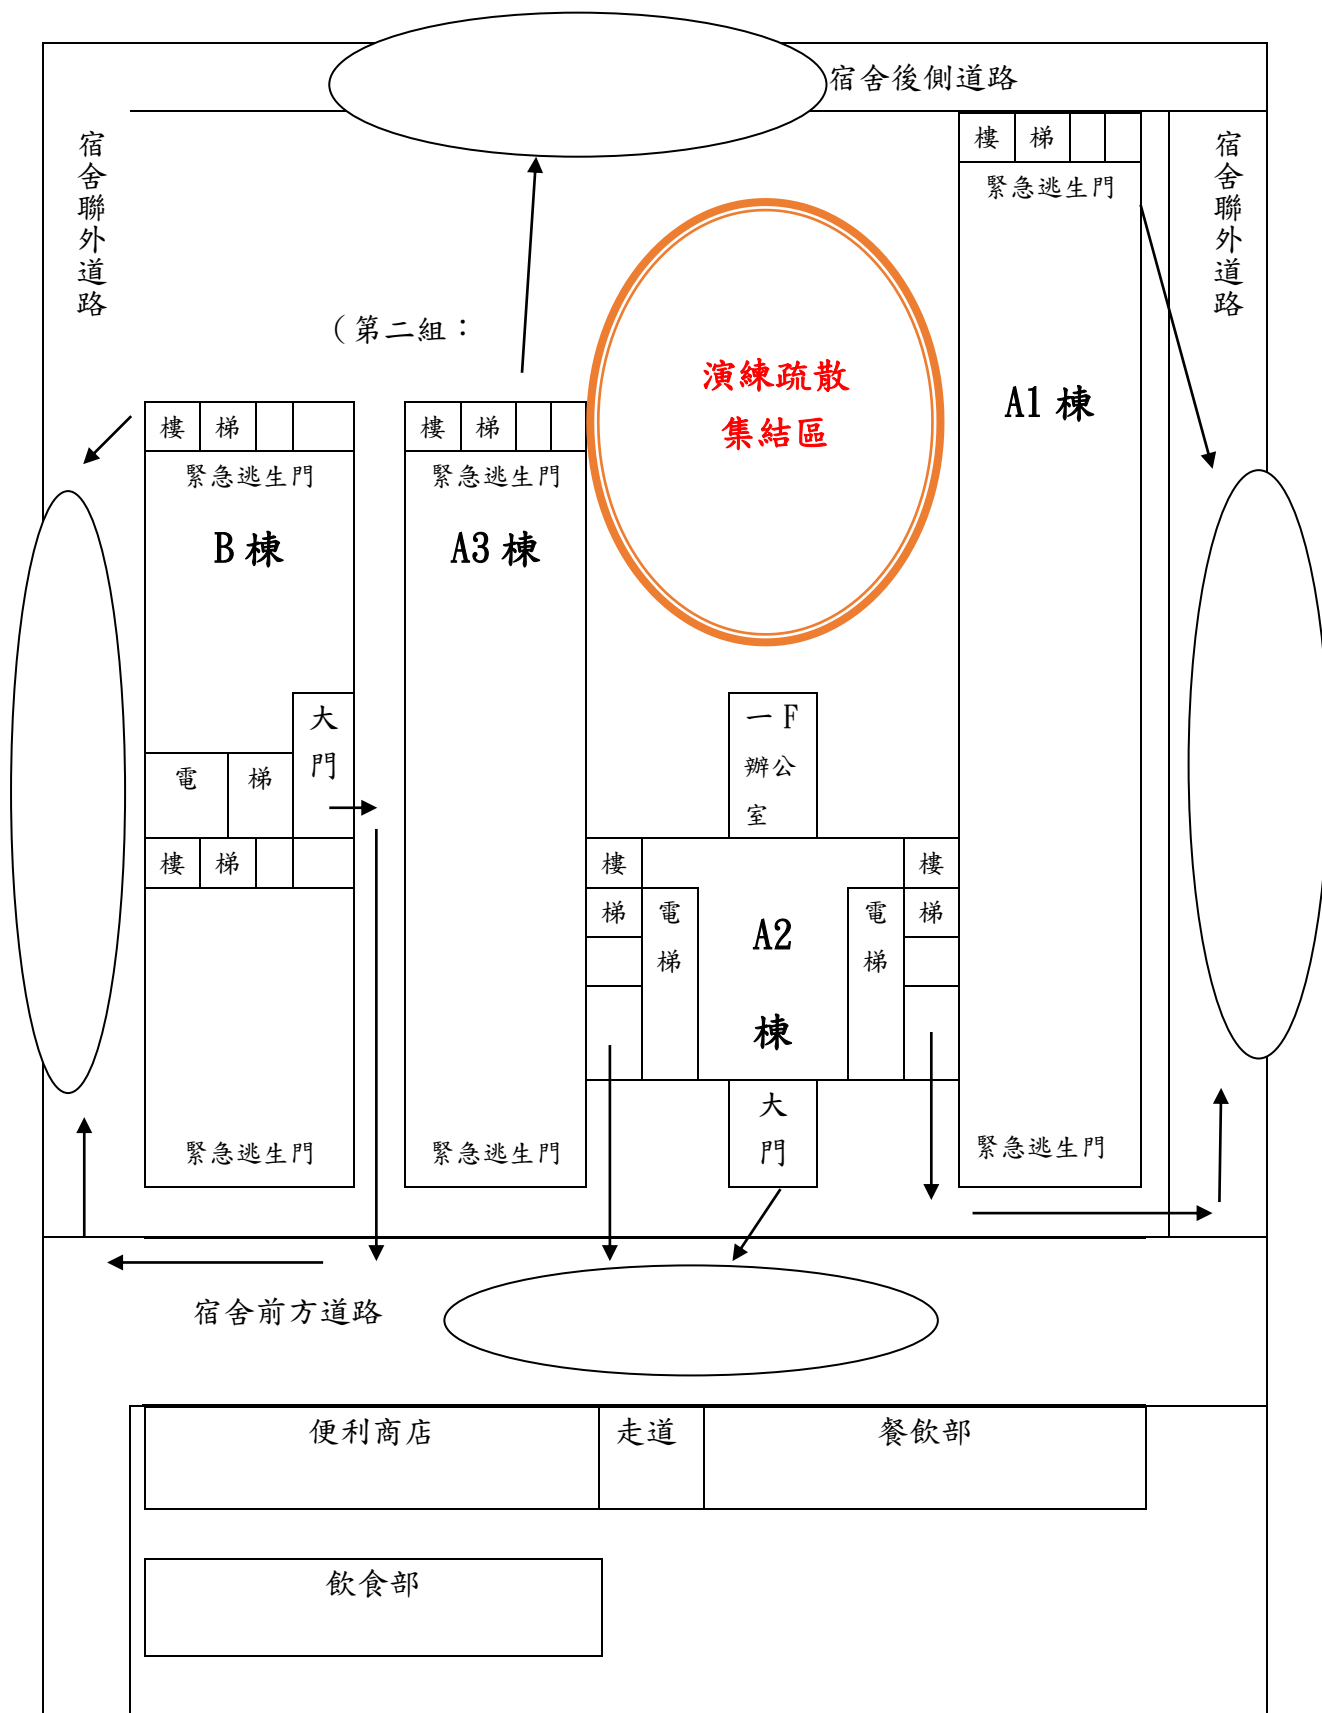 宿舍後側道路
宿舍聯外道路
宿舍聯外道路
樓 梯
緊急逃生門
(第二組：
演練疏散
集結區
A1 棟
樓 梯
樓 梯
緊急逃生門
緊急逃生門
B 棟
A3 棟
大門
電 梯
樓 梯
一 F
辦公
室
樓梯
電梯
A2
棟
電梯
樓梯
大門
緊急逃生門
緊急逃生門
緊急逃生門
宿舍前方道路
便利商店
走道
餐飲部
飲食部